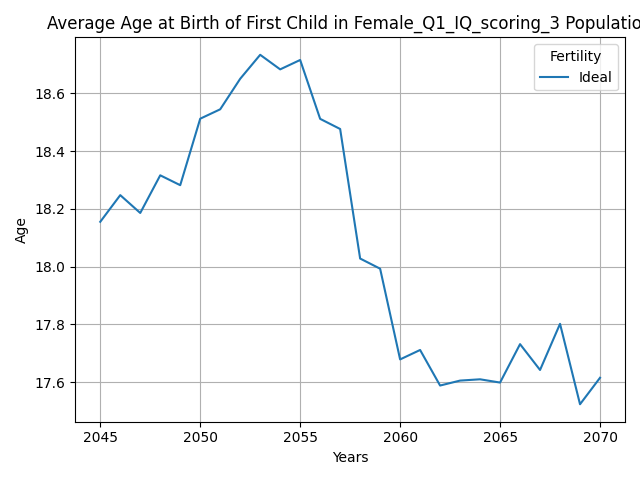 Average Age at Birth of First Child in Female_Q1_IQ_scoring_3 Populatio
Fertility
Ideal
18.6
18.4
18.2
18.0
17.8
17.6
Age
2045 2050 2055 2060 2065 2070
Years